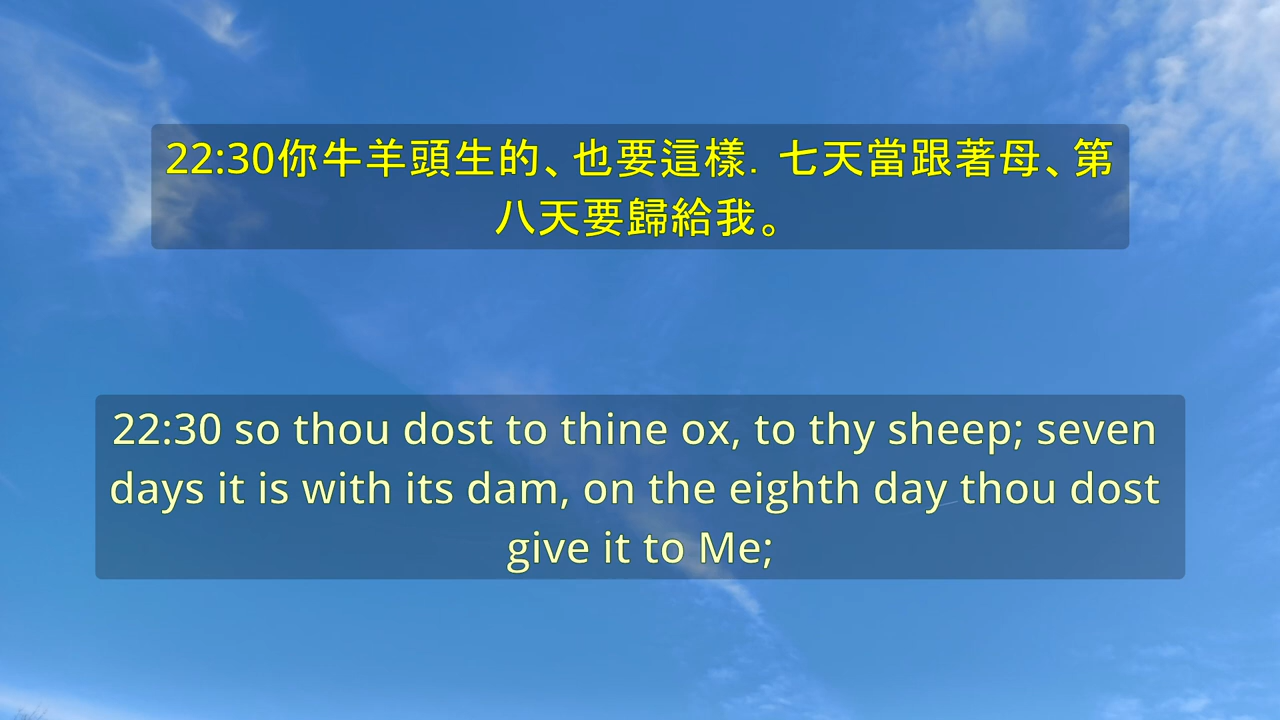 22:30你牛羊頭生的、也要這樣．七天當跟著母、第
八天要歸給我。
22:30 so thou dost to thine ox, to thy sheep; seven
days it is with its dam, on the eighth day thou dost
give it to Me;